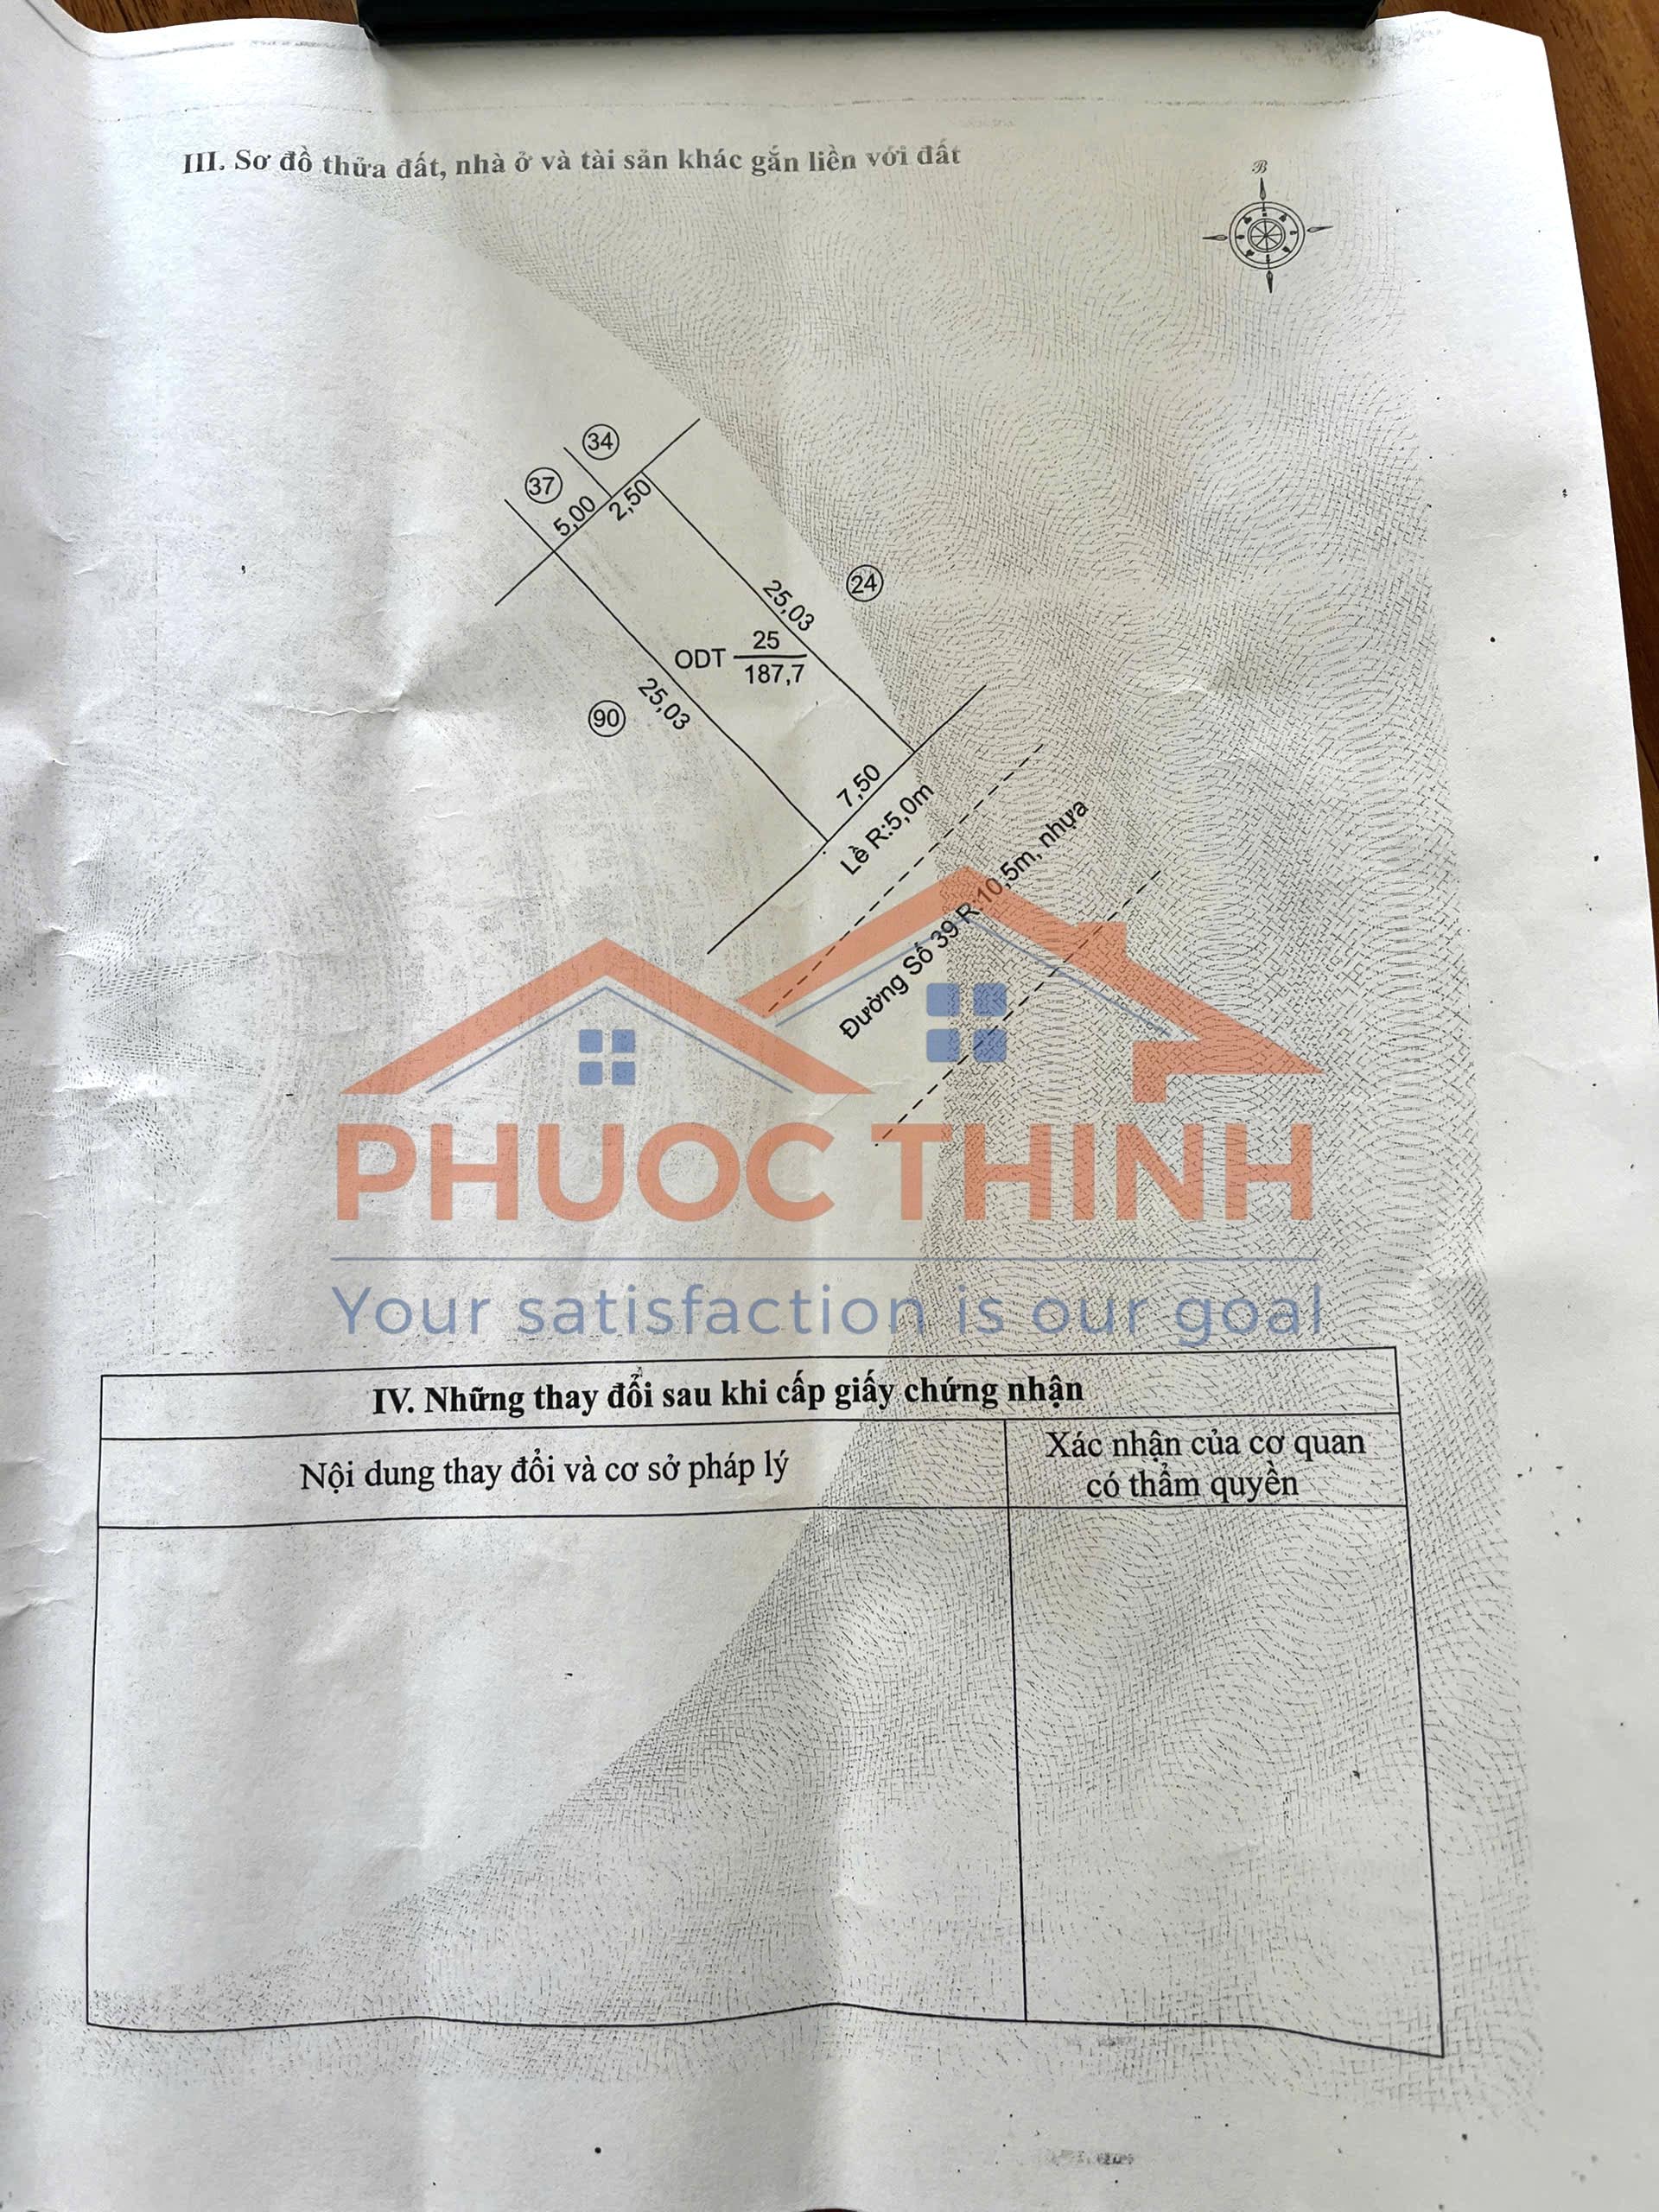 III. Sơ đồ thửa đất, nhà ở và tài sản khác gắn liền với đất
B
34
37
5,00
2,50
24
25,03
ODT 25
187,7
25,03
90
7,50
Lề R:5,0m
Đường Số 39 R:10,5m, nhựa
PHUOC THINH
Your satisfaction is our goal
IV. Những thay đổi sau khi cấp giấy chứng nhận
Nội dung thay đổi và cơ sở pháp lý
Xác nhận của cơ quan
có thẩm quyền